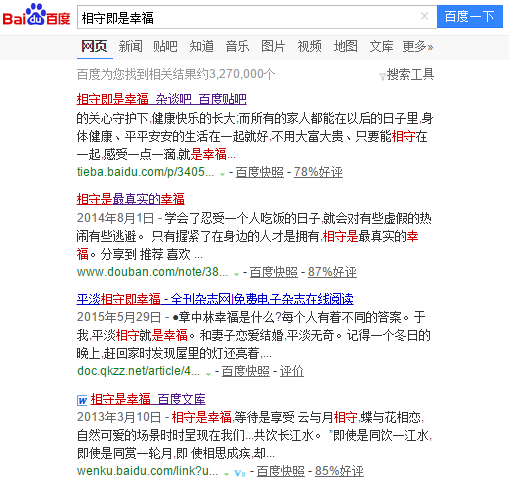 Bai du 百度 相守即是幸福 × 百度一下
网页 新闻 贴吧 知道 音乐 图片 视频 地图 文库 更多»
百度为您找到相关结果约3,270,000个 搜索工具
相守即是幸福_杂谈吧_百度贴吧
的关心守护下,健康快乐的长大;而所有的家人都能在以后的日子里,身
体健康、平平安安的生活在一起就好,不用大富大贵、只要能相守在
一起,感受一点一滴,就是幸福...
tieba.baidu.com/p/3405... - 百度快照 - 78%好评
相守是最真实的幸福
2014年8月1日 - 学会了忍受一个人吃饭的日子,就会对有些虚假的热
闹有些逃避。 只有握紧了在身边的人才是拥有,相守是最真实的幸
福。分享到 推荐 喜欢 ...
www.douban.com/note/38... - 百度快照 - 87%好评
平淡相守即幸福 - 全刊杂志网|免费电子杂志在线阅读
2015年5月29日 - ●章中林幸福是什么?每个人有着不同的答案。于
我,平淡相守就是幸福。和妻子恋爱结婚,平淡无奇。记得一个冬日的
晚上,赶回家时发现屋里的灯还亮着,...
doc.qkzz.net/article/4... - 百度快照 - 评价
W 相守是幸福_百度文库
2013年3月10日 - 相守是幸福,等待是享受 云与月相守,蝶与花相恋,
自然可爱的场景时时呈现在我们...共饮长江水。 "即使是同饮一江水,
即使是同赏一轮月,即 使相思成疾,却...
wenku.baidu.com/link?u... - V3 - 百度快照 - 85%好评